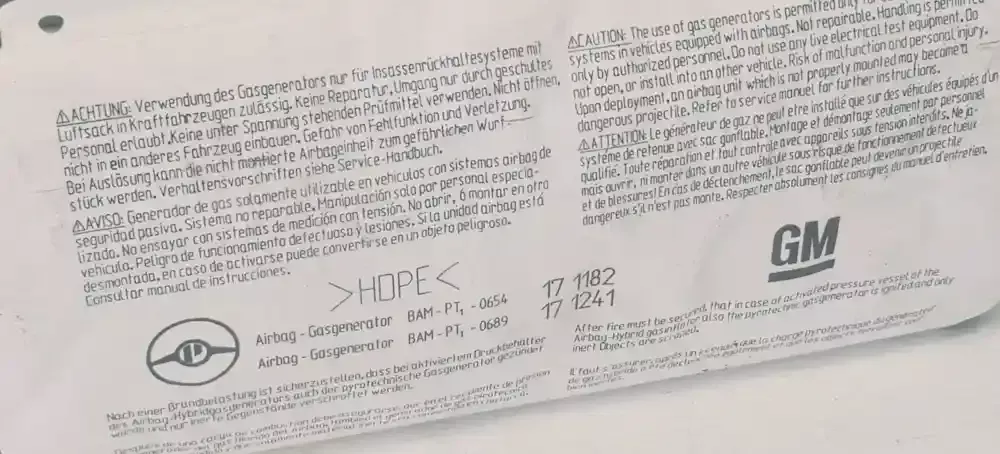 ⚠ACHTUNG: Verwendung des Gasgenerators nur für Insassenrückhaltesysteme mit
Luftsack in Kraftfahrzeugen zulässig. Keine Reparatur, Umgang nur durch geschultes
Personal erlaubt. Keine unter Spannung stehenden Prüfmittel verwenden. Nicht öffnen,
nicht in ein anderes Fahrzeug einbauen. Gefahr von Fehlfunktion und Verletzung.
Bei Auslösung kann die nicht montierte Airbageinheit zum gefährlichen Wurf-
stück werden. Verhaltensvorschriften siehe Service-Handbuch.
⚠AVISO: Generador de gas solamente utilizable en vehiculos con sistemas airbag de
seguridad pasiva. Sistema no reparable. Manipulación solo por personal especia-
lizado. No ensayar con sistemas de medición con tensión. No abrir, ó montar en otro
vehiculo. Peligro de funcionamiento defectuoso y lesiónes. Si la unidad airbag está
desmontada, en caso de activarse puede convertirse en un objeto peligroso.
Consultar manual de instrucciones.
⚠CAUTION: The use of gas generators is permitted only for
systems in vehicles equipped with airbags. Not repairable. Handling is permitted
only by authorized personnel. Do not use any live electrical test equipment. Do
not open, or install into another vehicle. Risk of malfunction and personal injury.
Upon deployment, an airbag unit which is not properly mounted may become a
dangerous projectile. Refer to service manual for further instructions.
⚠ATTENTION: Le générateur de gaz ne peut etre installé que sur des véhicules équipés d'un
système de retenue avec sac gonflable. Montage et démontage seulement par personnel
qualifie. Toute réparation et tout controle avec appareils sous tension interdits. Ne ja-
mais ouvrir, ni monter dans un autre véhicule sous risque de fonctionnement defectueux
et de blessures! En cas de déclenchement, le sac gonflable peut devenir un projectile
dangereux s'il n'est pas monte. Respecter absolument les consignes du manuel d'entretien.
GM
>HDPE<
Airbag - Gasgenerator BAM - PT₁ - 0654 17 1182
Airbag - Gasgenerator BAM - PT₁ - 0689 17 1241
Nach einer Brandbelastung ist sicherzustellen, dass bei aktiviertem Druckbehälter
des Airbag-Hybridgasgenerators auch der pyrotechnische Gasgenerator gezündet
wurde und nur inerte Gegenstände verschrottet werden.
After fire must be secured, that in case of activated pressure vessel of the
Airbag-Hybrid gasinflator also the pyrotechnic gasgenerator is ignited and only
inert Objects are scraped.